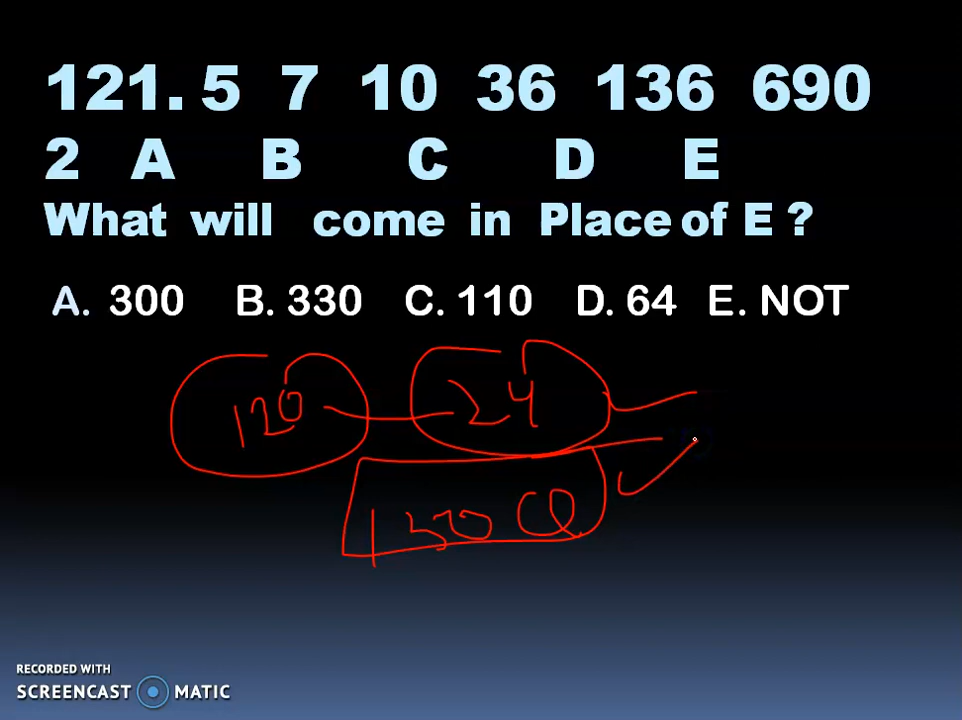 121. 5 7 10 36 136 690
2 A B C D E
What will come in Place of E ?
A. 300 B. 330 C. 110 D. 64 E. NOT
120 24
RECORDED WITH
SCREENCAST MATIC